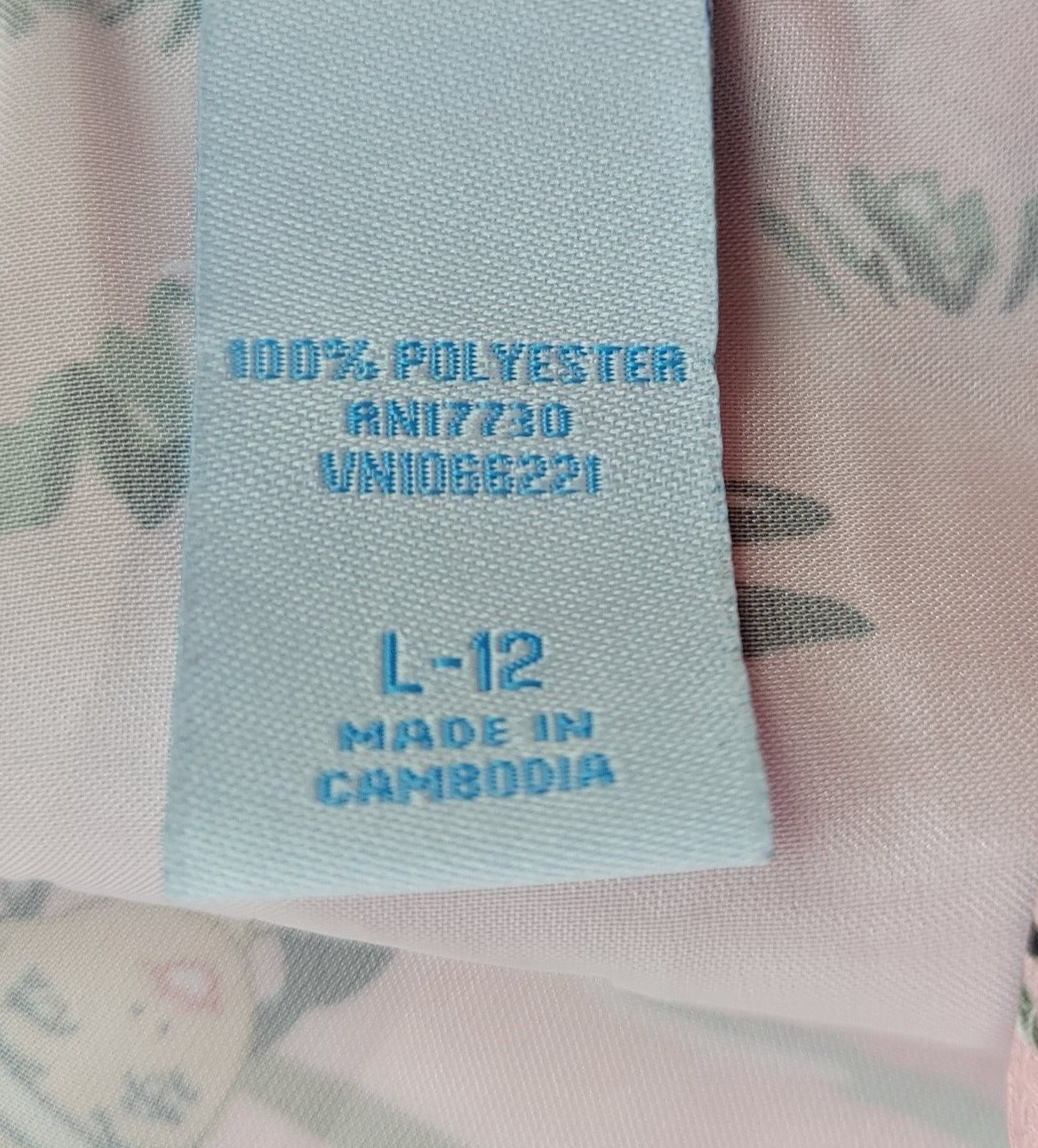 100% POLYESTER
RN17730
VN1066221
L-12
MADE IN
CAMBODIA